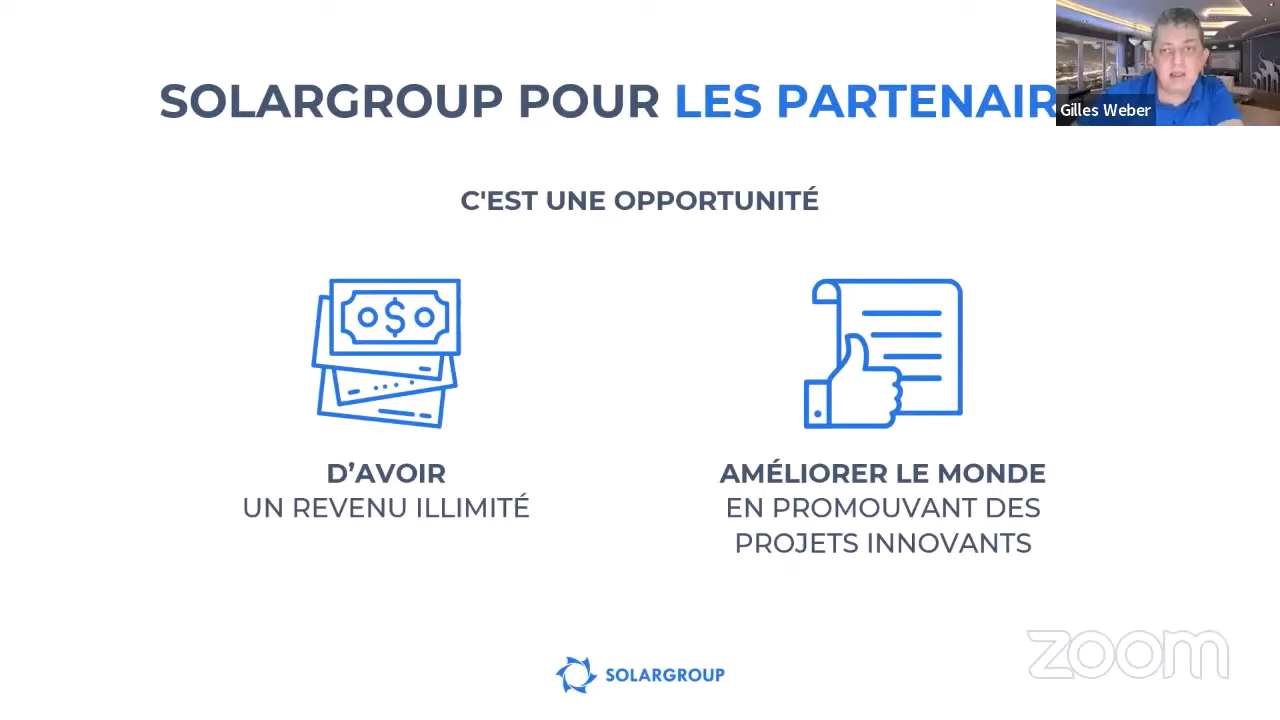 SOLARGROUP POUR LES PARTENAIR
Gilles Weber
C'EST UNE OPPORTUNITÉ
$
D’AVOIR
UN REVENU ILLIMITÉ
AMÉLIORER LE MONDE
EN PROMOUVANT DES
PROJETS INNOVANTS
SOLARGROUP
zoom